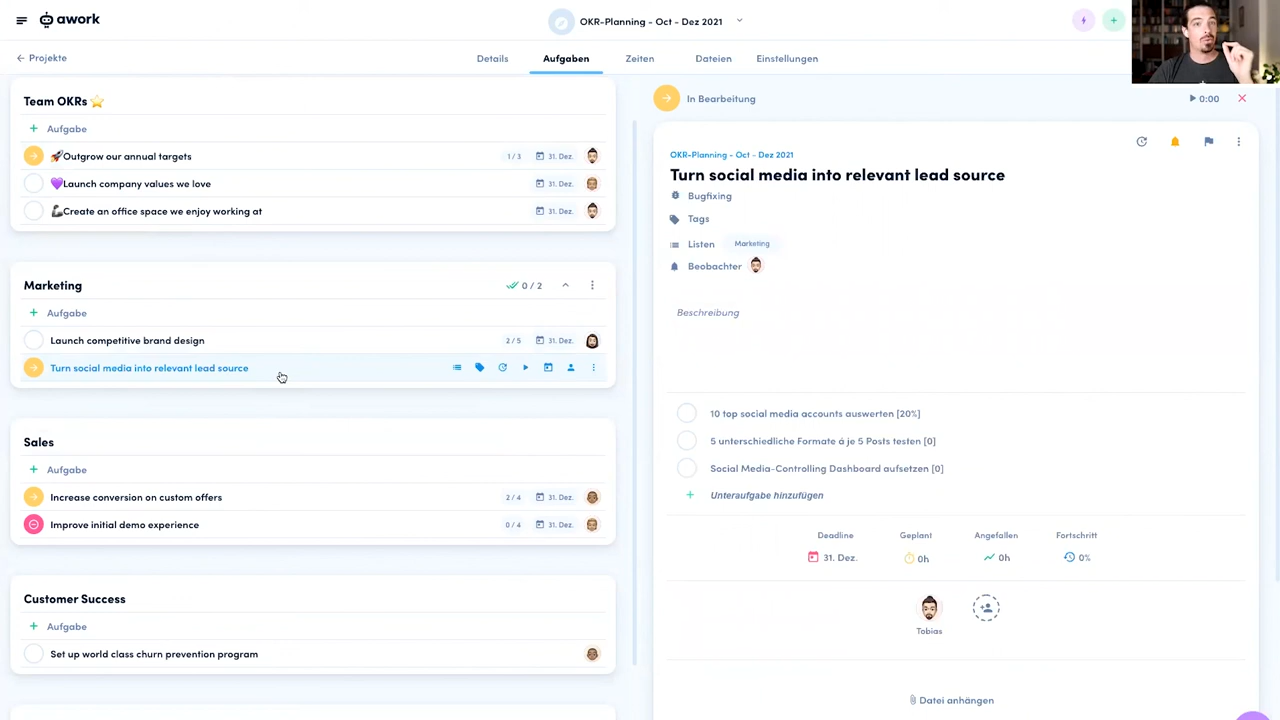 awork
OKR-Planning - Oct - Dez 2021
Projekte
Details
Aufgaben
Zeiten
Dateien
Einstellungen
Team OKRs ⭐
+ Aufgabe
🚀Outgrow our annual targets 1 / 3 31. Dez.
💜Launch company values we love 31. Dez.
🦾Create an office space we enjoy working at 31. Dez.
Marketing 0 / 2
+ Aufgabe
Launch competitive brand design 2 / 5 31. Dez.
Turn social media into relevant lead source
Sales
+ Aufgabe
Increase conversion on custom offers 2 / 4 31. Dez.
Improve initial demo experience 0 / 4 31. Dez.
Customer Success
+ Aufgabe
Set up world class churn prevention program
In Bearbeitung 0:00
OKR-Planning - Oct - Dez 2021
Turn social media into relevant lead source
Bugfixing
Tags
Listen Marketing
Beobachter
Beschreibung
10 top social media accounts auswerten [20%]
5 unterschiedliche Formate á je 5 Posts testen [0]
Social Media-Controlling Dashboard aufsetzen [0]
+ Unteraufgabe hinzufügen
Deadline Geplant Angefallen Fortschritt
31. Dez. 0h 0h 0%
Tobias
Datei anhängen